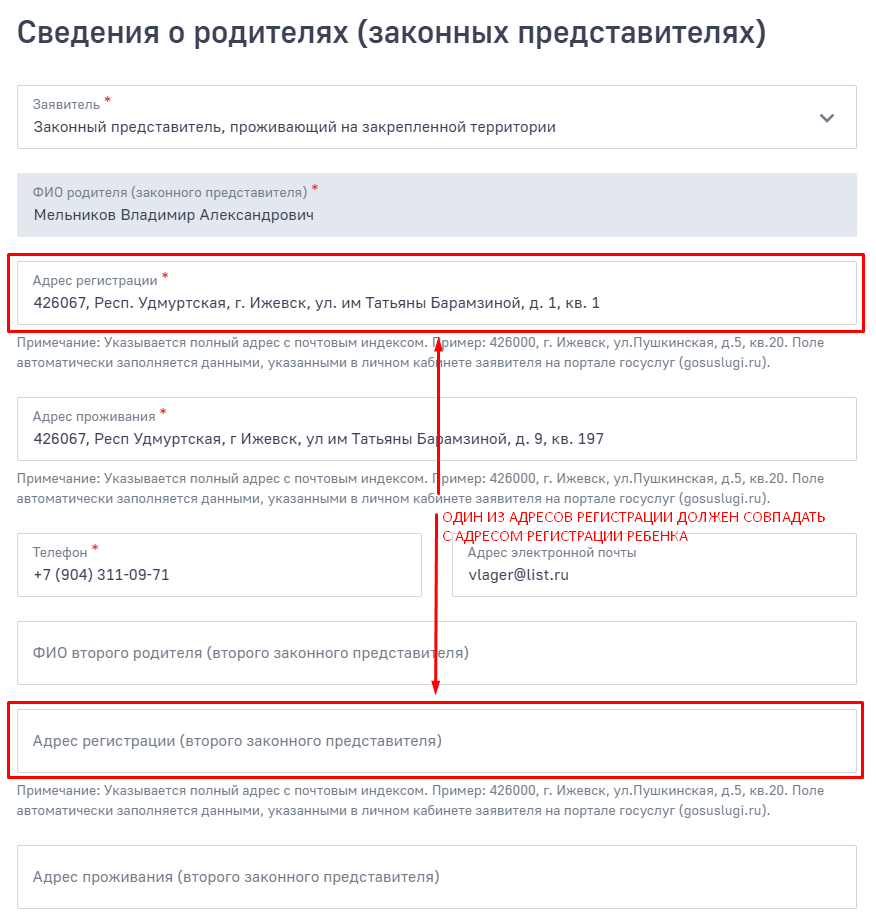 Сведения о родителях (законных представителях)
Заявитель *
Законный представитель, проживающий на закрепленной территории
ФИО родителя (законного представителя) *
Мельников Владимир Александрович
Адрес регистрации *
426067, Респ. Удмуртская, г. Ижевск, ул. им Татьяны Барамзиной, д. 1, кв. 1
Примечание: Указывается полный адрес с почтовым индексом. Пример: 426000, г. Ижевск, ул.Пушкинская, д.5, кв.20. Поле
автоматически заполняется данными, указанными в личном кабинете заявителя на портале госуслуг (gosuslugi.ru).
Адрес проживания *
426067, Респ Удмуртская, г Ижевск, ул им Татьяны Барамзиной, д. 9, кв. 197
Примечание: Указывается полный адрес с почтовым индексом. Пример: 426000, г. Ижевск, ул.Пушкинская, д.5, кв.20. Поле
автоматически заполняется данными, указанными в личном кабинете заявителя на портале госуслуг (gosuslugi.ru).
ОДИН ИЗ АДРЕСОВ РЕГИСТРАЦИИ ДОЛЖЕН СОВПАДАТЬ
С АДРЕСОМ РЕГИСТРАЦИИ РЕБЕНКА
Телефон *
+7 (904) 311-09-71
Адрес электронной почты
vlager@list.ru
ФИО второго родителя (второго законного представителя)
Адрес регистрации (второго законного представителя)
Примечание: Указывается полный адрес с почтовым индексом. Пример: 426000, г. Ижевск, ул.Пушкинская, д.5, кв.20. Поле
автоматически заполняется данными, указанными в личном кабинете заявителя на портале госуслуг (gosuslugi.ru).
Адрес проживания (второго законного представителя)